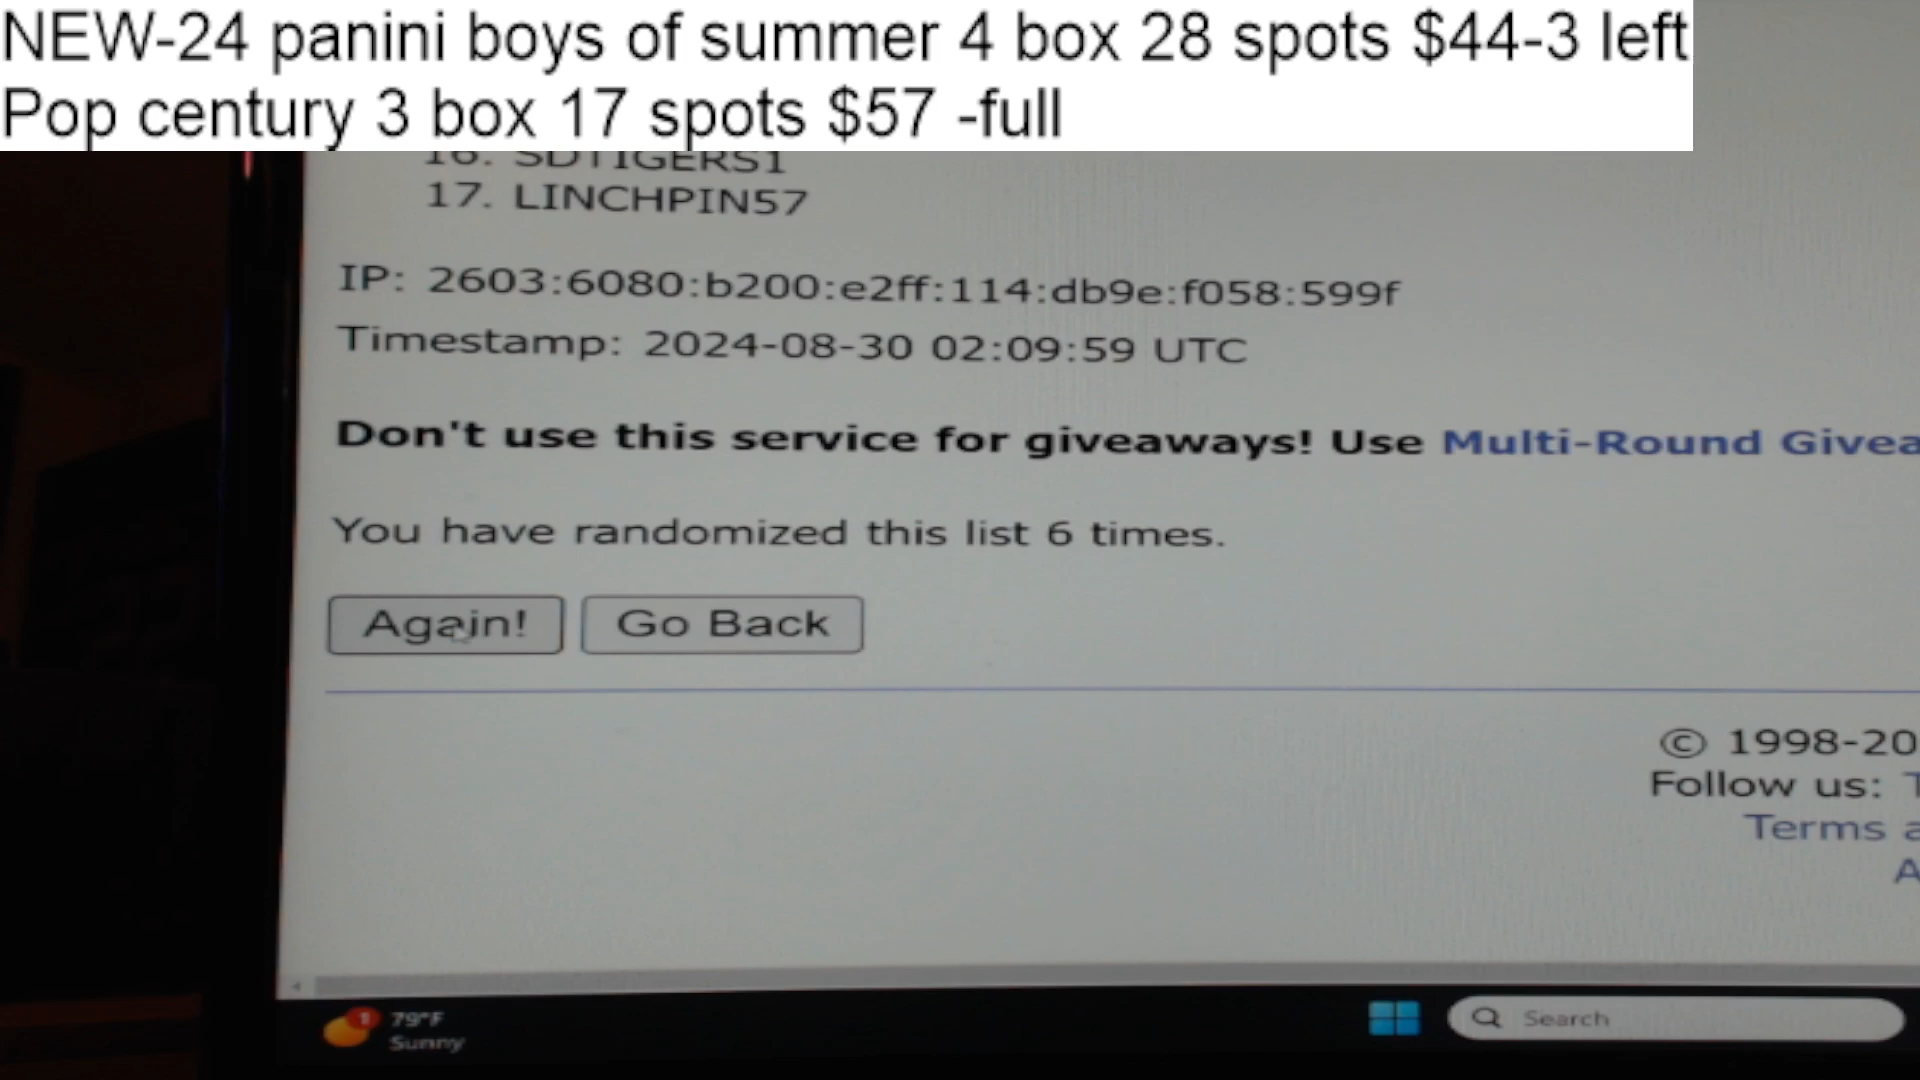 NEW-24 panini boys of summer 4 box 28 spots $44-3 left
Pop century 3 box 17 spots $57 -full
16. SDTIGERS1
17. LINCHPIN57
IP: 2603:6080:b200:e2ff:114:db9e:f058:599f
Timestamp: 2024-08-30 02:09:59 UTC
Don't use this service for giveaways! Use Multi-Round Givea
You have randomized this list 6 times.
Again! Go Back
© 1998-20
Follow us: T
Terms a
A
1 79°F
Sunny
Search